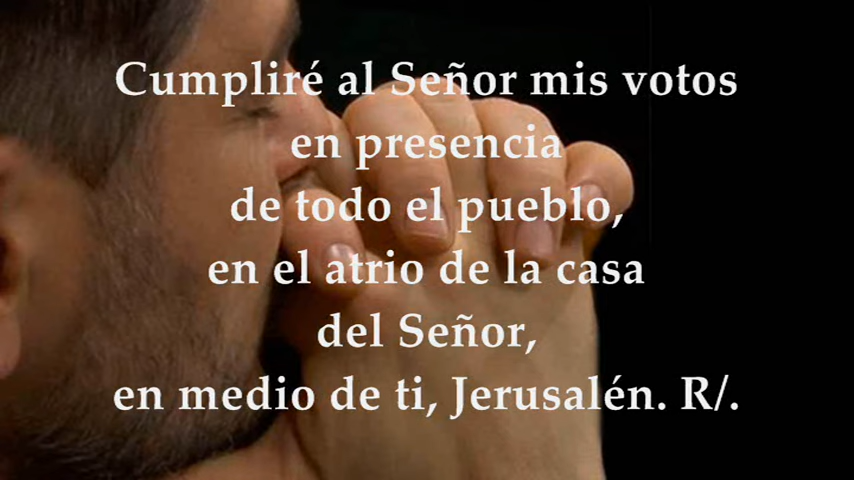 Cumpliré al Señor mis votos
en presencia
de todo el pueblo,
en el atrio de la casa
del Señor,
en medio de ti, Jerusalén. R/.